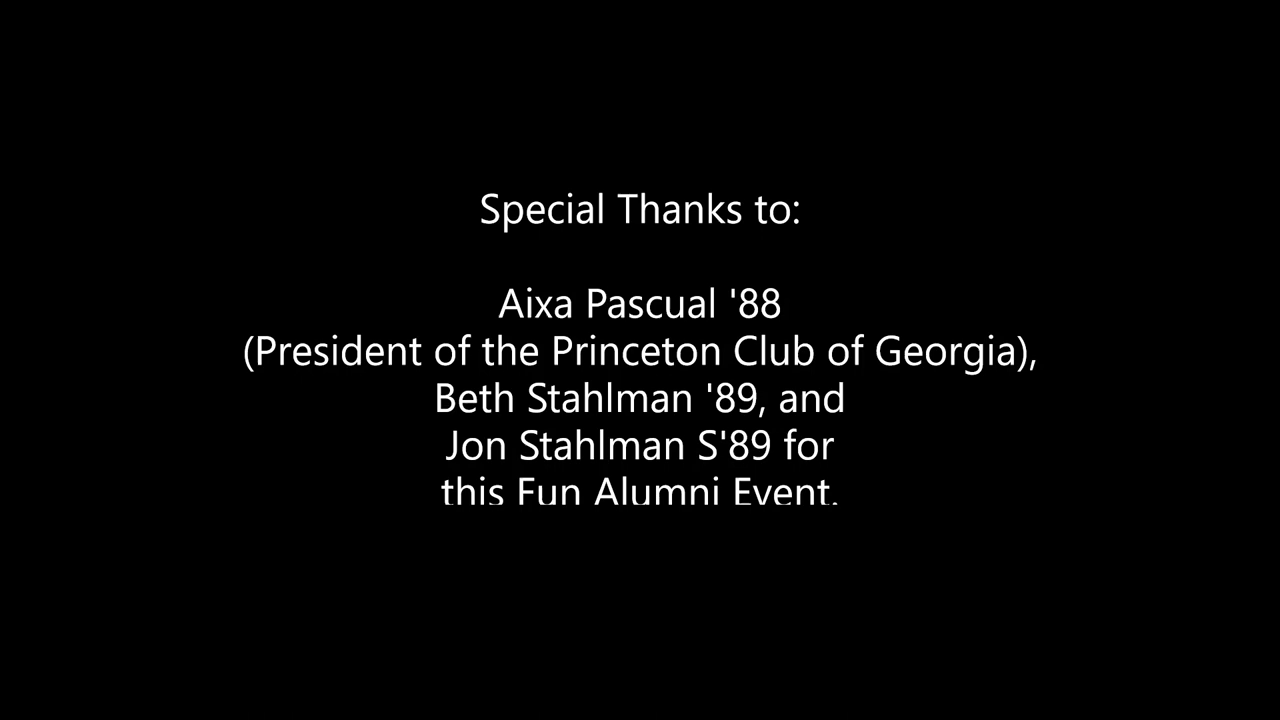 Special Thanks to:
Aixa Pascual '88
(President of the Princeton Club of Georgia),
Beth Stahlman '89, and
Jon Stahlman S'89 for
this Fun Alumni Event.